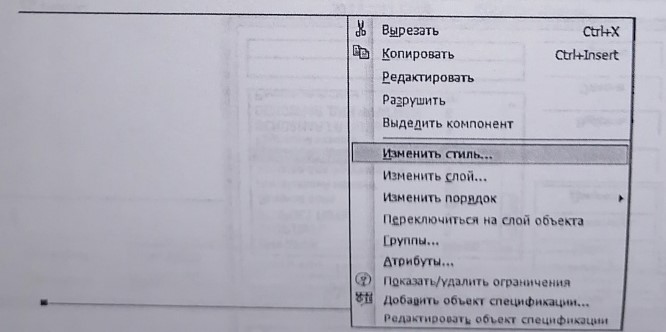 Вырезать Ctrl+X
Копировать Ctrl+Insert
Редактировать
Разрушить
Выделить компонент
Изменить стиль...
Изменить слой...
Изменить порядок
Переключиться на слой объекта
Группы...
Атрибуты...
Показать/удалить ограничения
Добавить объект спецификации...
Редактировать объект спецификации